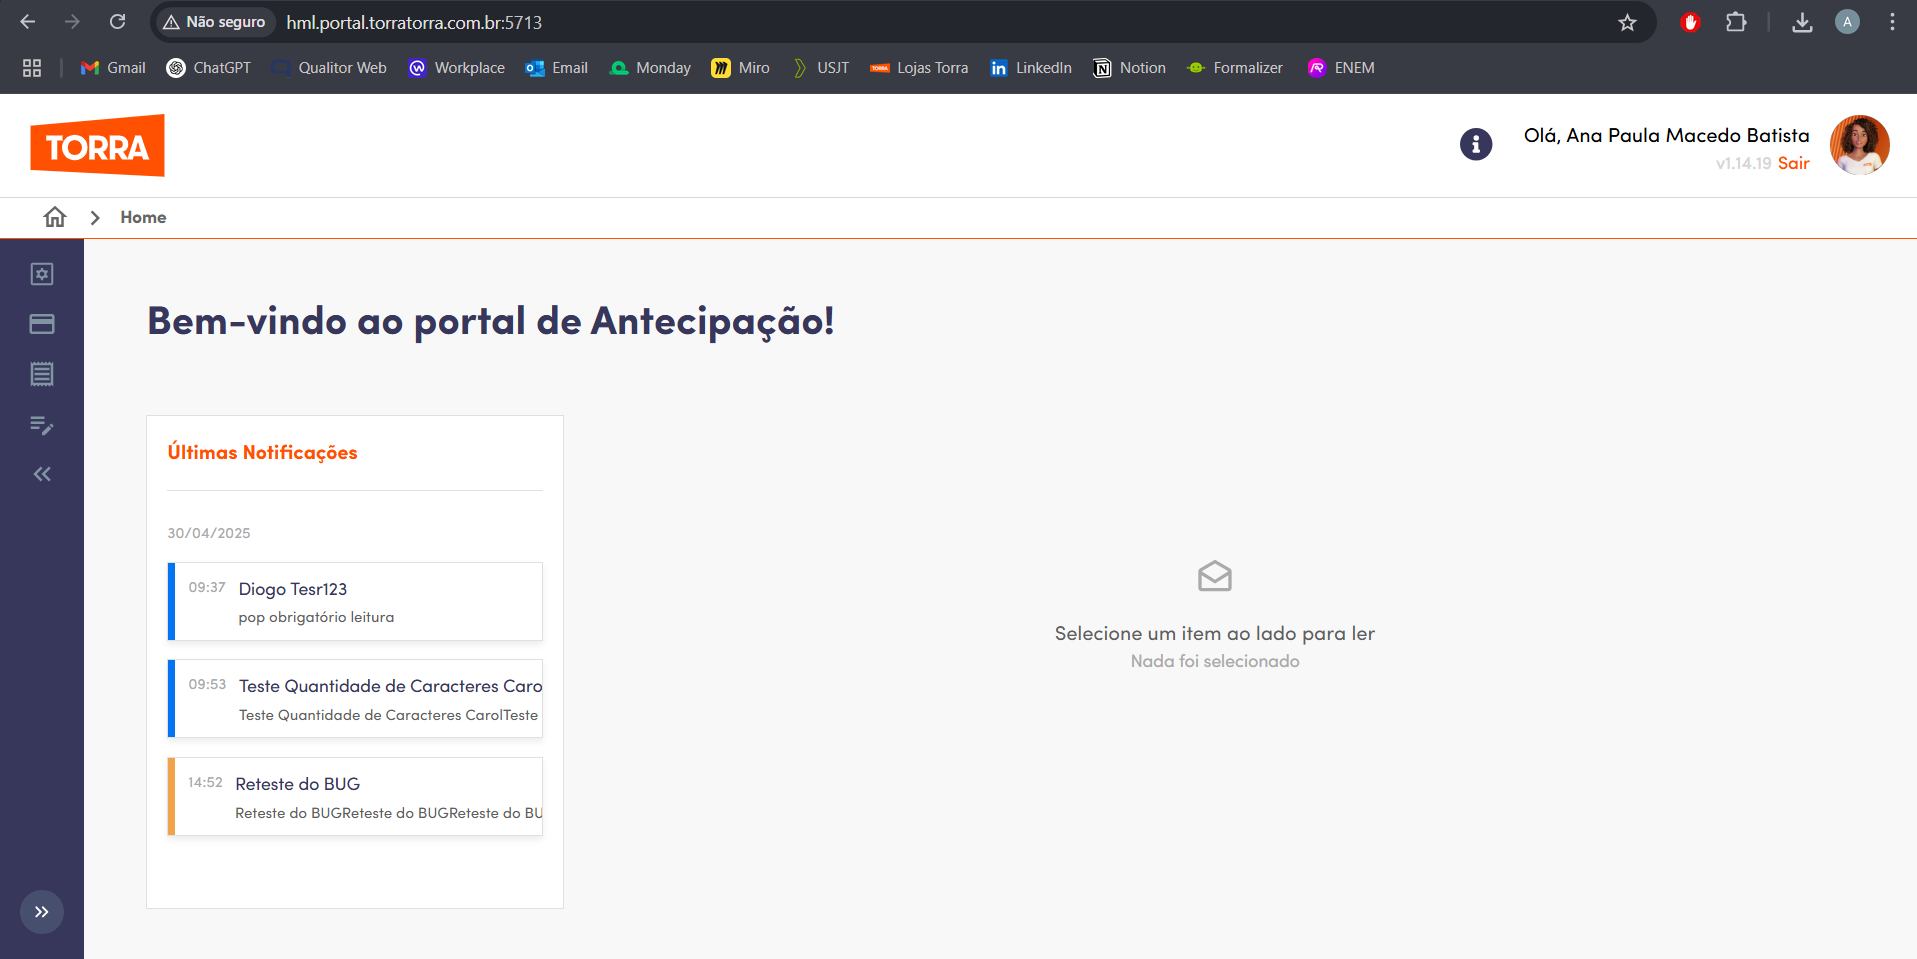 Não seguro
hml.portal.torratorra.com.br:5713
A
Gmail
ChatGPT
Qualitor Web
Workplace
Email
Monday
Miro
USJT
Lojas Torra
LinkedIn
Notion
Formalizer
ENEM
TORRA
Olá, Ana Paula Macedo Batista
v1.14.19 Sair
Home
Bem-vindo ao portal de Antecipação!
Últimas Notificações
30/04/2025
09:37 Diogo Tesr123
pop obrigatório leitura
09:53 Teste Quantidade de Caracteres Caro
Teste Quantidade de Caracteres CarolTeste
14:52 Reteste do BUG
Reteste do BUGReteste do BUGReteste do BU
Selecione um item ao lado para ler
Nada foi selecionado